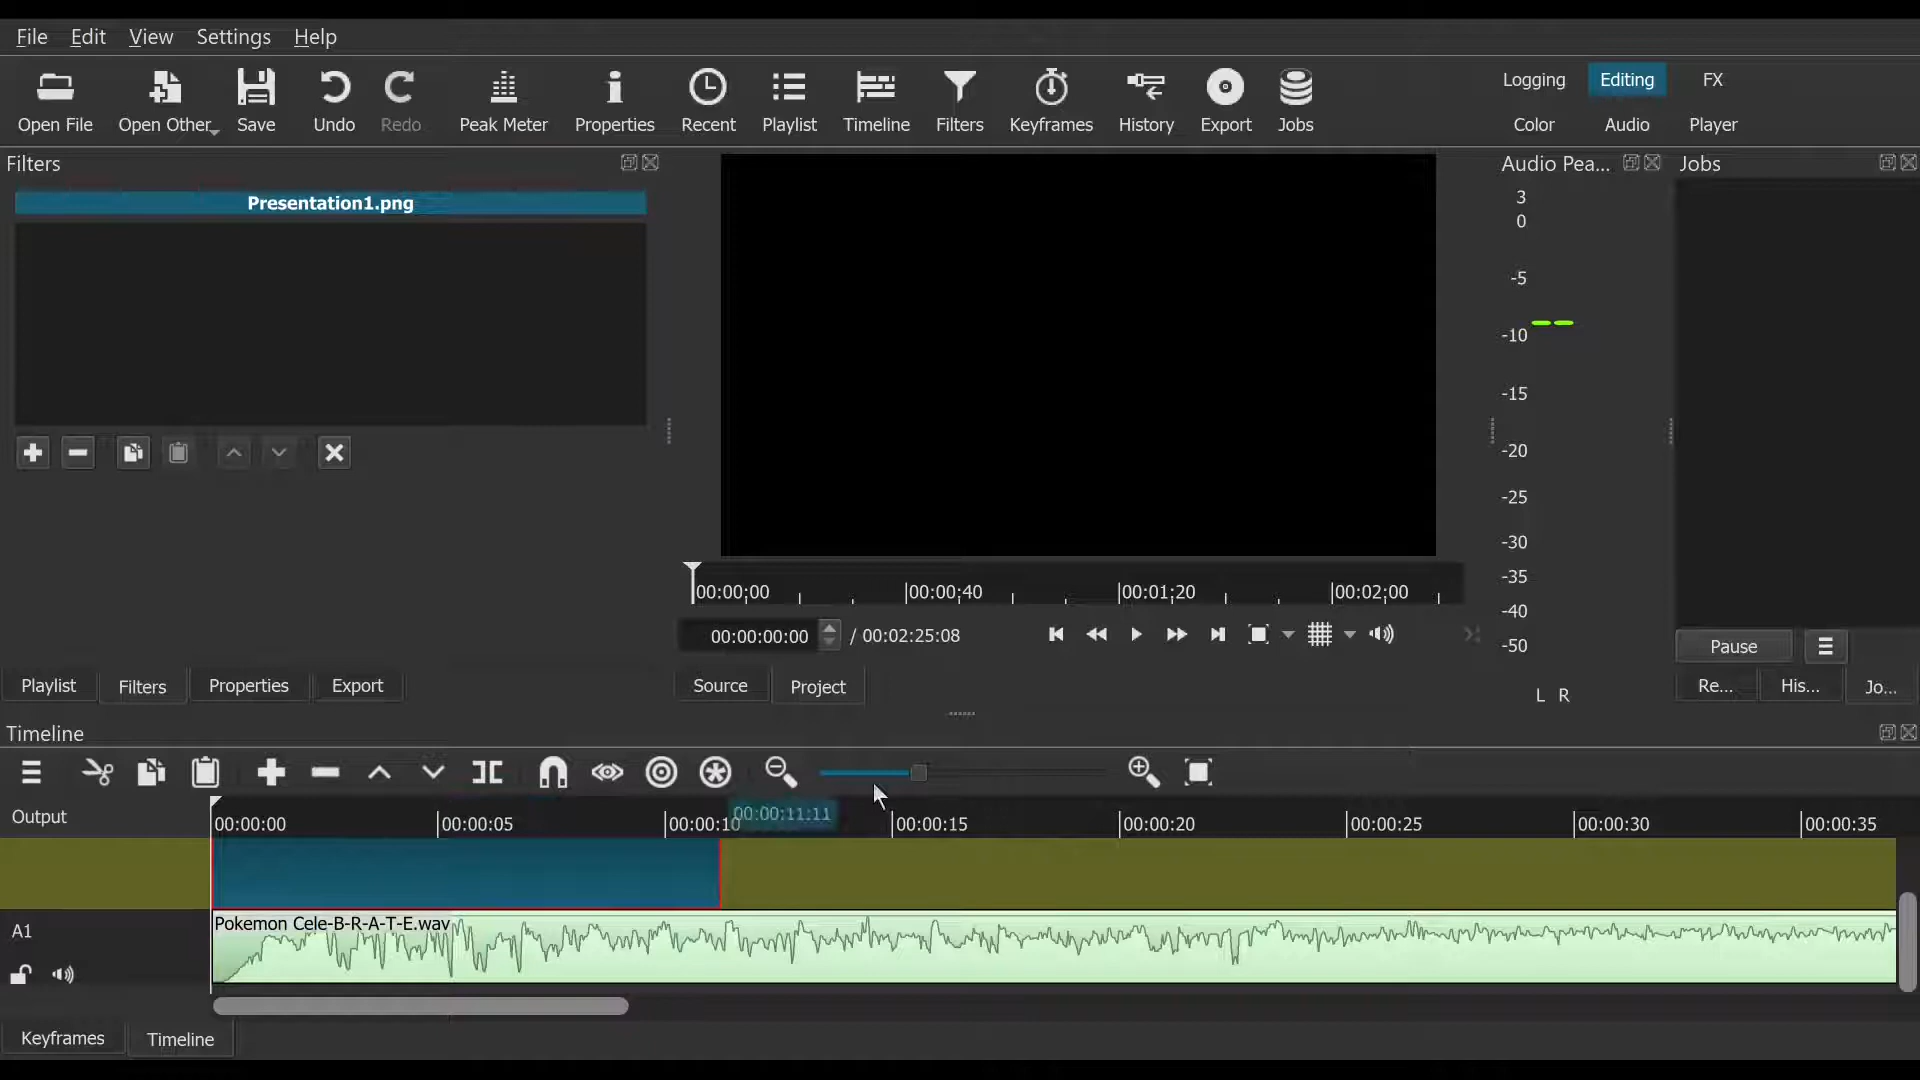 File Edit View Settings Help
Open File Open Other... Save Undo Redo Peak Meter Properties Recent Playlist Timeline Filters Keyframes History Export Jobs
Logging Editing FX
Color Audio Player
Filters
Presentation1.png
Audio Pea...
Jobs
3
0
-5
-10
-15
-20
-25
-30
-35
-40
-50
L R
00:00:00 00:00:40 00:01:20 00:02:00
00:00:00:00 / 00:02:25:08
Pause
Playlist Filters Properties Export
Source Project
Re... His... Jo...
Timeline
00:00:11:11
Output
00:00:00 00:00:05 00:00:10 00:00:15 00:00:20 00:00:25 00:00:30 00:00:35
Pokemon Cele-B-R-A-T-E.wav
A1
Keyframes Timeline